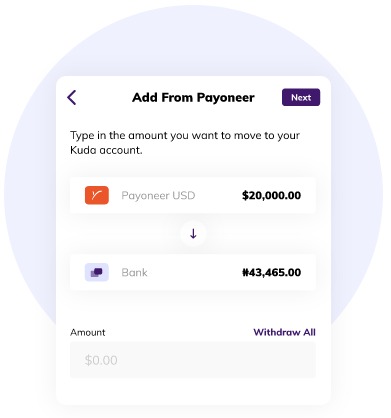 Add From Payoneer
Next
Type in the amount you want to move to your
Kuda account.
Payoneer USD
$20,000.00
Bank
₦43,465.00
Amount
Withdraw All
$0.00